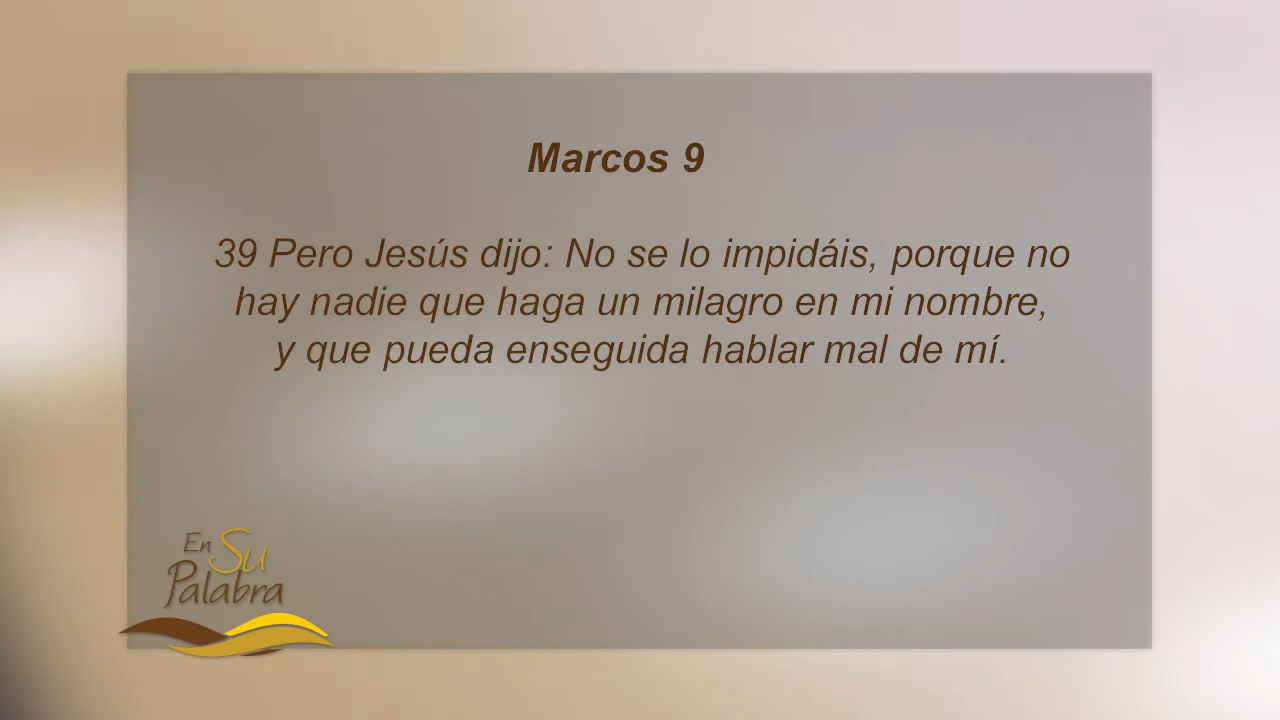 Marcos 9
39 Pero Jesús dijo: No se lo impidáis, porque no
hay nadie que haga un milagro en mi nombre,
y que pueda enseguida hablar mal de mí.
En Su
Palabra